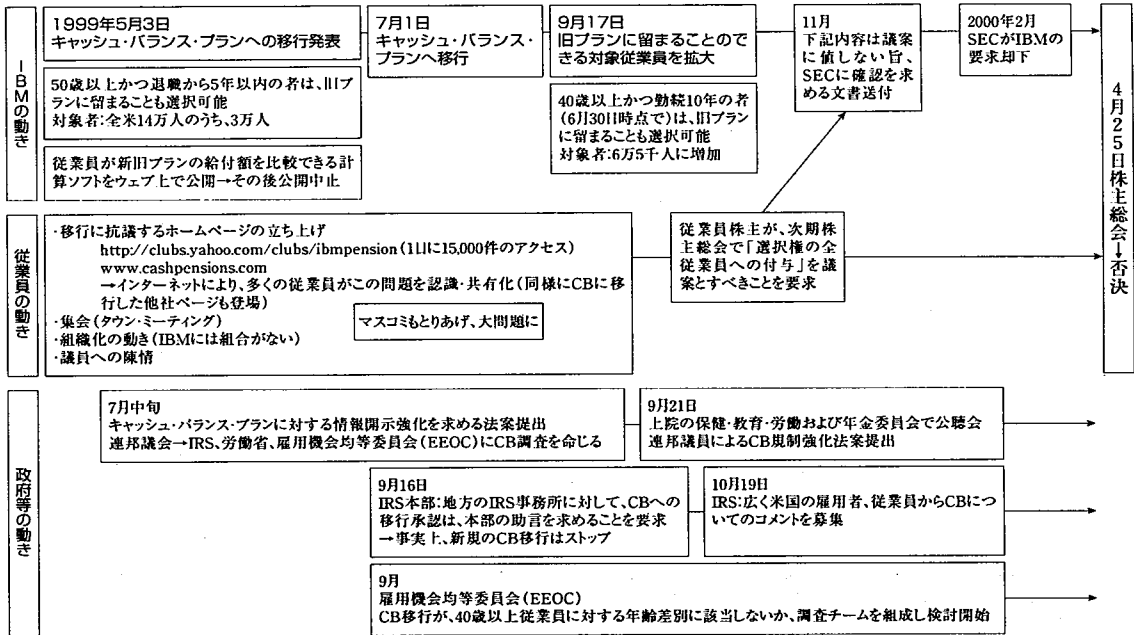 IBMの動き
1999年5月3日
キャッシュ・バランス・プランへの移行発表
50歳以上かつ退職から5年以内の者は、旧プ
ランに留まることも選択可能
対象者：全米14万人のうち、3万人
従業員が新旧プランの給付額を比較できる計
算ソフトをウェブ上で公開→その後公開中止
7月1日
キャッシュ・バランス・
プランへ移行
9月17日
旧プランに留まることので
きる対象従業員を拡大
40歳以上かつ勤続10年の者
(6月30日時点で)は、旧プラン
に留まることも選択可能
対象者：6万5千人に増加
11月
下記内容は議案
に値しない旨、
SECに確認を求
める文書送付
2000年2月
SECがIBMの
要求却下
4月25日株主総会→否決
従業員の動き
・移行に抗議するホームページの立ち上げ
http://clubs.yahoo.com/clubs/ibmpension(1日に15,000件のアクセス)
www.cashpensions.com
→インターネットにより、多くの従業員がこの問題を認識・共有化(同様にCBに移
行した他社ページも登場)
・集会(タウン・ミーティング)
・組織化の動き(IBMには組合がない)
・議員への陳情
マスコミもとりあげ、大問題に
従業員株主が、次期株
主総会で「選択権の全
従業員への付与」を議
案とすべきことを要求
政府等の動き
7月中旬
キャッシュ・バランス・プランに対する情報開示強化を求める法案提出
連邦議会→IRS、労働省、雇用機会均等委員会(EEOC)にCB調査を命じる
9月21日
上院の保健・教育・労働および年金委員会で公聴会
連邦議員によるCB規制強化法案提出
9月16日
IRS本部：地方のIRS事務所に対して、CBへの
移行承認は、本部の助言を求めることを要求
→事実上、新規のCB移行はストップ
10月19日
IRS：広く米国の雇用者、従業員からCBにつ
いてのコメントを募集
9月
雇用機会均等委員会(EEOC)
CB移行が、40歳以上従業員に対する年齢差別に該当しないか、調査チームを組成し検討開始